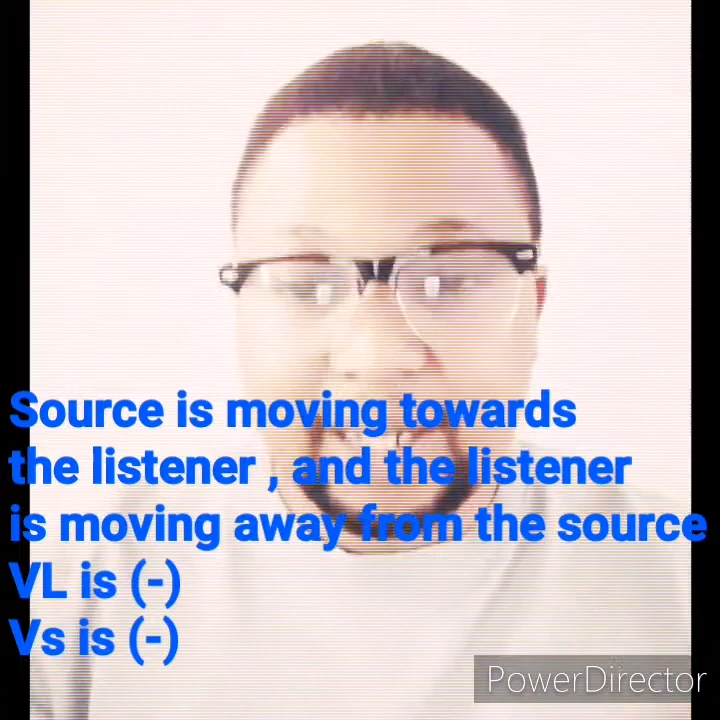 Source is moving towards
the listener , and the listener
is moving away from the source
VL is (-)
Vs is (-)
PowerDirector